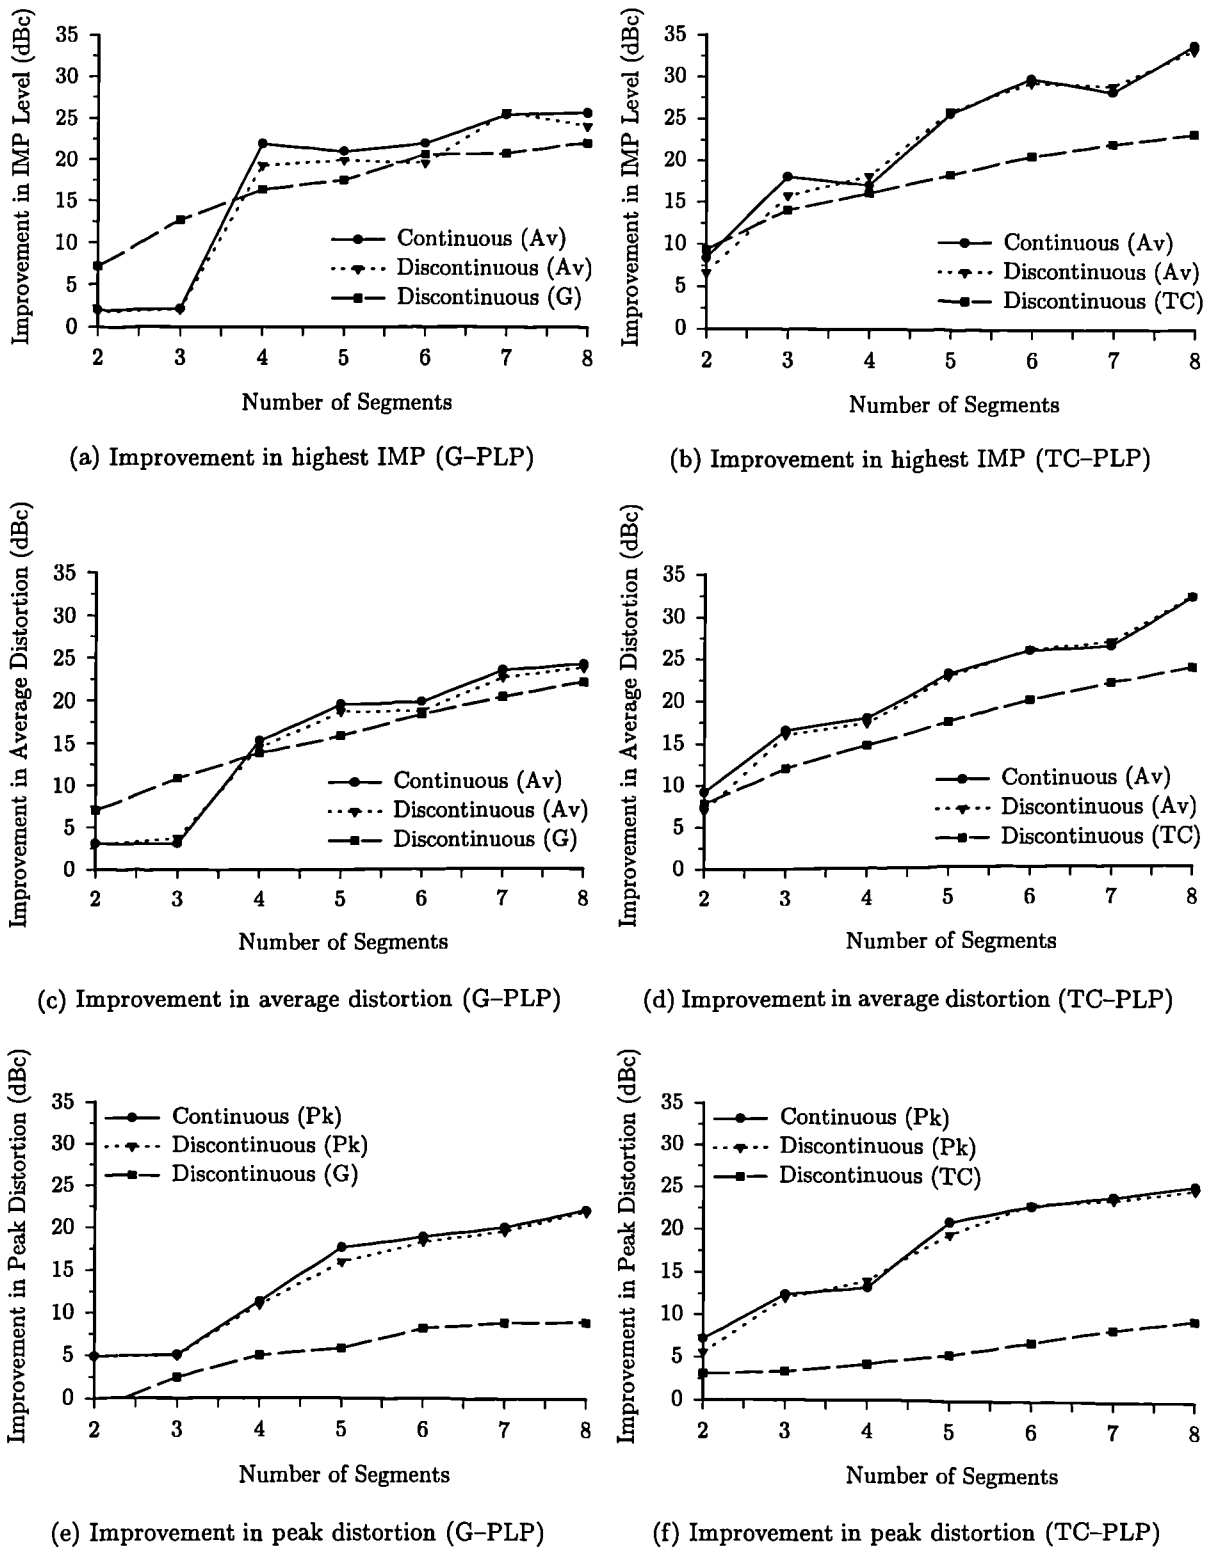 Improvement in IMP Level (dBc)
35
30
25
20
15
10
5
0
2 3 4 5 6 7 8
Continuous (Av)
Discontinuous (Av)
Discontinuous (G)
Number of Segments
(a) Improvement in highest IMP (G–PLP)
Improvement in IMP Level (dBc)
35
30
25
20
15
10
5
0
2 3 4 5 6 7 8
Continuous (Av)
Discontinuous (Av)
Discontinuous (TC)
Number of Segments
(b) Improvement in highest IMP (TC–PLP)
Improvement in Average Distortion (dBc)
35
30
25
20
15
10
5
0
2 3 4 5 6 7 8
Continuous (Av)
Discontinuous (Av)
Discontinuous (G)
Number of Segments
(c) Improvement in average distortion (G–PLP)
Improvement in Average Distortion (dBc)
35
30
25
20
15
10
5
0
2 3 4 5 6 7 8
Continuous (Av)
Discontinuous (Av)
Discontinuous (TC)
Number of Segments
(d) Improvement in average distortion (TC–PLP)
Improvement in Peak Distortion (dBc)
35
30
25
20
15
10
5
0
2 3 4 5 6 7 8
Continuous (Pk)
Discontinuous (Pk)
Discontinuous (G)
Number of Segments
(e) Improvement in peak distortion (G–PLP)
Improvement in Peak Distortion (dBc)
35
30
25
20
15
10
5
0
2 3 4 5 6 7 8
Continuous (Pk)
Discontinuous (Pk)
Discontinuous (TC)
Number of Segments
(f) Improvement in peak distortion (TC–PLP)